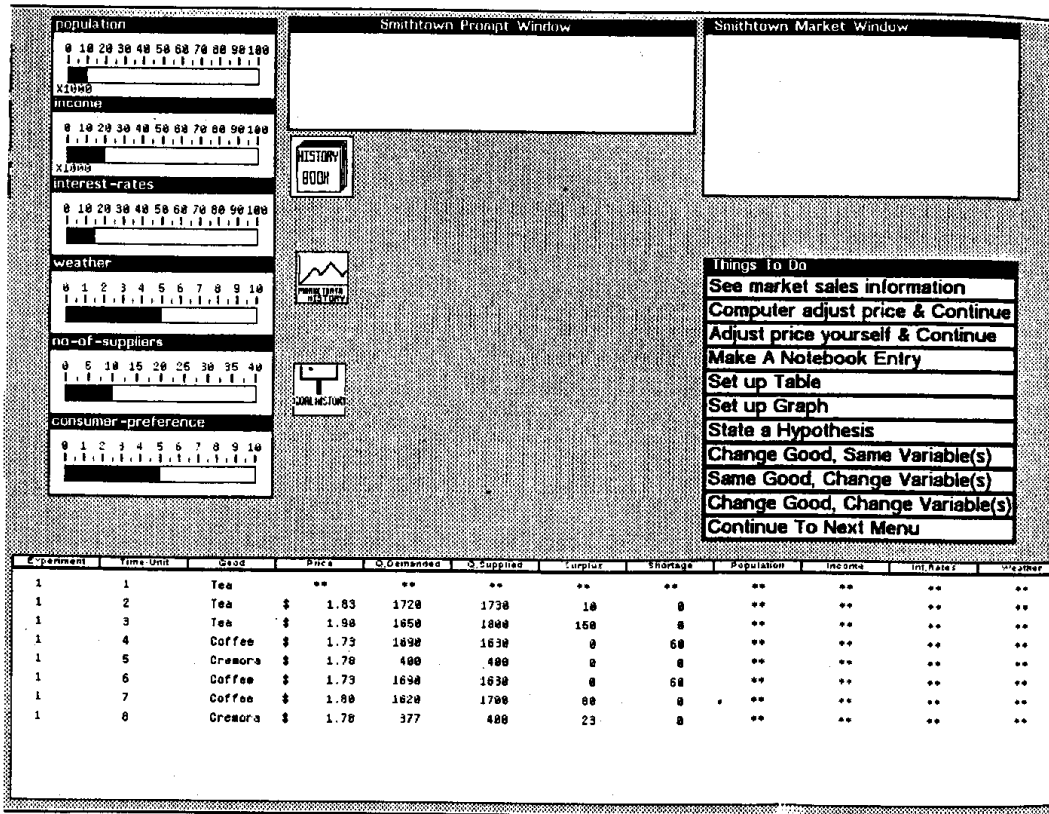 population
0 10 20 30 40 50 60 70 80 90 100
X1000
income
0 10 20 30 40 50 60 70 80 90 100
X1000
interest-rates
0 10 20 30 40 50 60 70 80 90 100
weather
0 1 2 3 4 5 6 7 8 9 10
no-of-suppliers
0 5 10 15 20 25 30 35 40
consumer-preference
0 1 2 3 4 5 6 7 8 9 10
Smithtown Prompt Window
HISTORY
BOOK
HISTORY
GOAL HISTORY
Smithtown Market Window
Things To Do
See market sales information
Computer adjust price & Continue
Adjust price yourself & Continue
Make A Notebook Entry
Set up Table
Set up Graph
State a Hypothesis
Change Good, Same Variable(s)
Same Good, Change Variable(s)
Change Good, Change Variable(s)
Continue To Next Menu
Experiment Time-Unit Good Price Q.Demanded Q.Supplied Surplus Shortage Population Income Int.Rates Weather
1 1 Tea ** ** ** ** ** ** ** ** **
1 2 Tea $ 1.83 1720 1730 10 0 ** ** ** **
1 3 Tea $ 1.90 1650 1800 150 0 ** ** ** **
1 4 Coffee $ 1.73 1690 1630 0 60 ** ** ** **
1 5 Cremora $ 1.78 400 400 0 0 ** ** ** **
1 6 Coffee $ 1.73 1690 1630 0 60 ** ** ** **
1 7 Coffee $ 1.80 1620 1700 80 0 ** ** ** **
1 8 Cremora $ 1.78 377 400 23 0 ** ** ** **